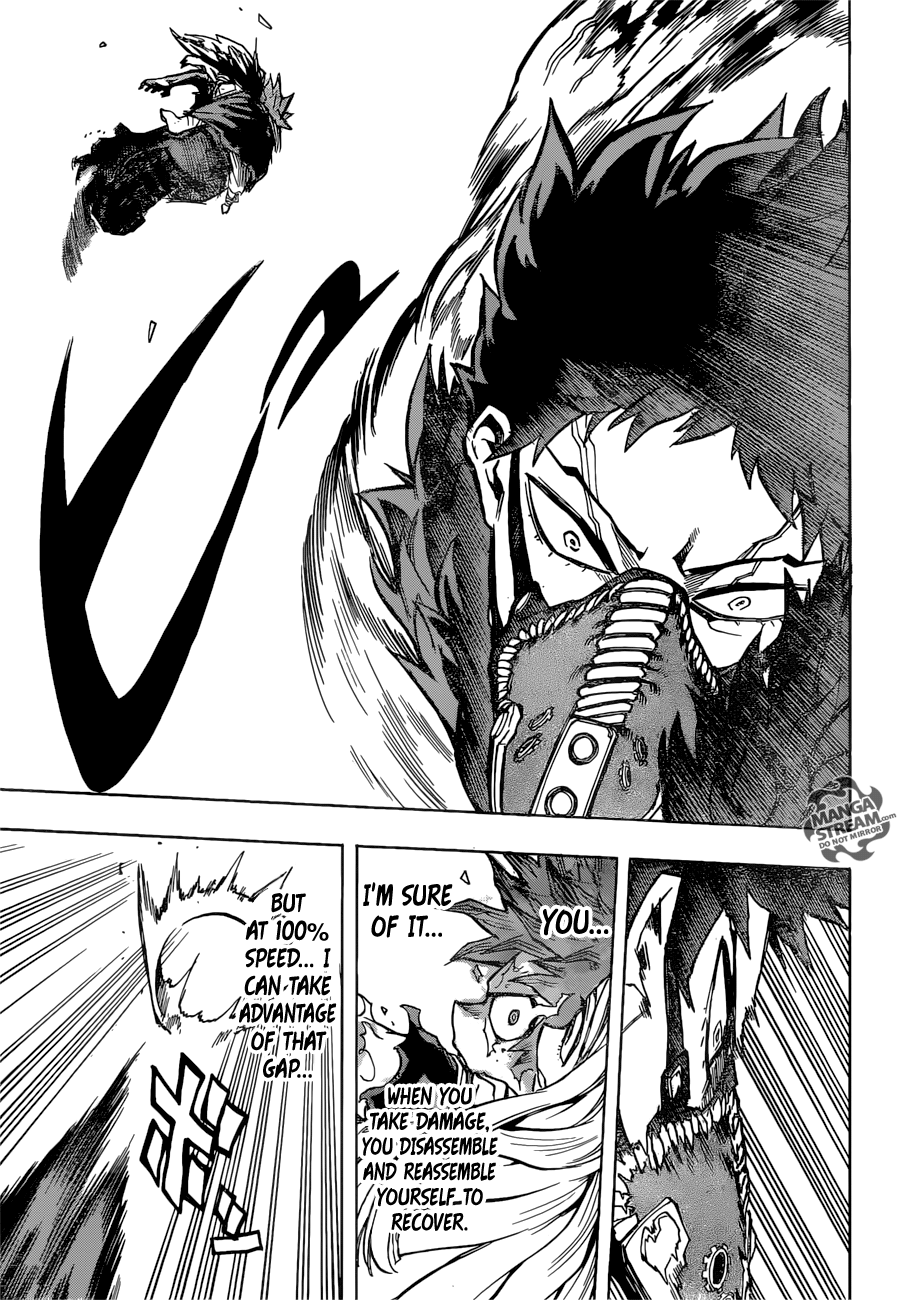 MANGA
STREAM.com
DO NOT MIRROR
YOU...
I'M SURE
OF IT...
WHEN YOU
TAKE DAMAGE,
YOU DISASSEMBLE
AND REASSEMBLE
YOURSELF TO
RECOVER.
BUT
AT 100%
SPEED... I
CAN TAKE
ADVANTAGE
OF THAT
GAP...